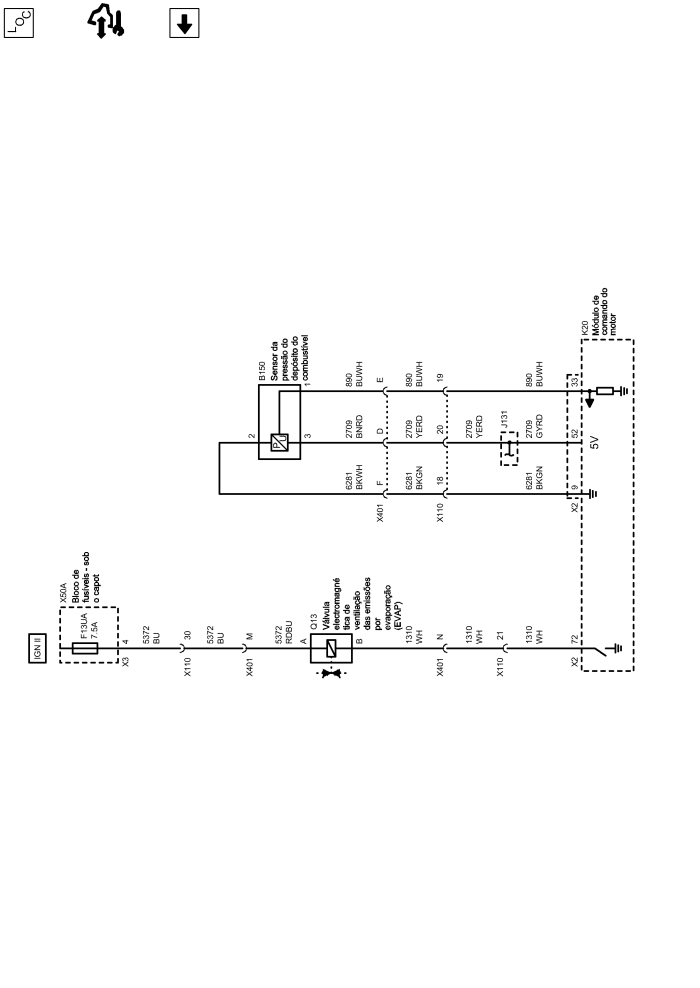 LOC
IGN II
X50A
Bloco de
fusíveis - sob
o capot
F13UA
7.5A
4
X3
5372
BU
30
X110
5372
BU
M
X401
5372
RDBU
A
Q13
Válvula
electromagné
tica de
ventilação
das emissões
por
evaporação
(EVAP)
B
1310
WH
N
X401
1310
WH
21
X110
1310
WH
72
X2
B150
Sensor da
pressão do
depósito do
combustível
2
P
U
3
1
6281
BKWH
2709
BNRD
890
BUWH
X401
F
D
E
6281
BKGN
2709
YERD
890
BUWH
X110
18
20
19
2709
YERD
J131
6281
BKGN
2709
GYRD
890
BUWH
X2
9
52
33
5V
K20
Módulo de
comando do
motor